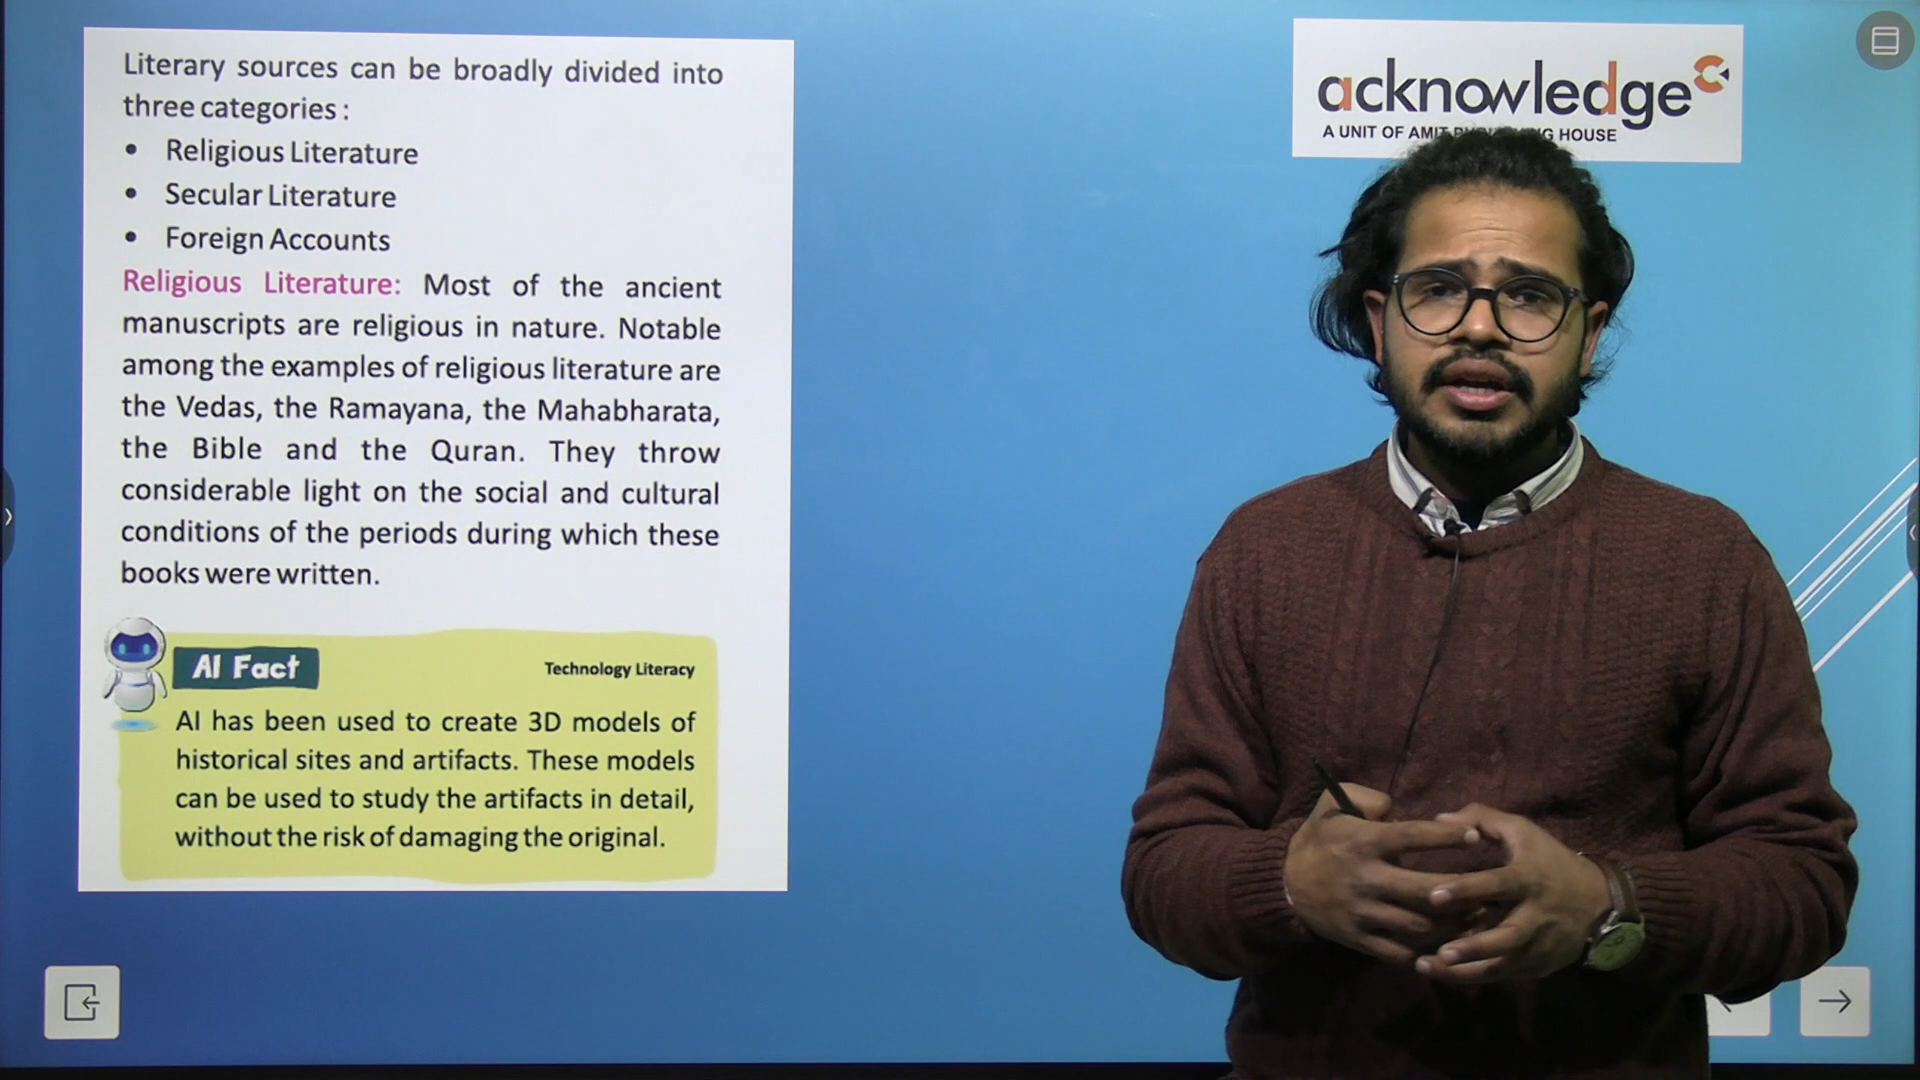 Literary sources can be broadly divided into
three categories :
• Religious Literature
• Secular Literature
• Foreign Accounts
Religious Literature: Most of the ancient
manuscripts are religious in nature. Notable
among the examples of religious literature are
the Vedas, the Ramayana, the Mahabharata,
the Bible and the Quran. They throw
considerable light on the social and cultural
conditions of the periods during which these
books were written.
AI Fact
Technology Literacy
AI has been used to create 3D models of
historical sites and artifacts. These models
can be used to study the artifacts in detail,
without the risk of damaging the original.
acknowledge
A UNIT OF AMIT HOUSE